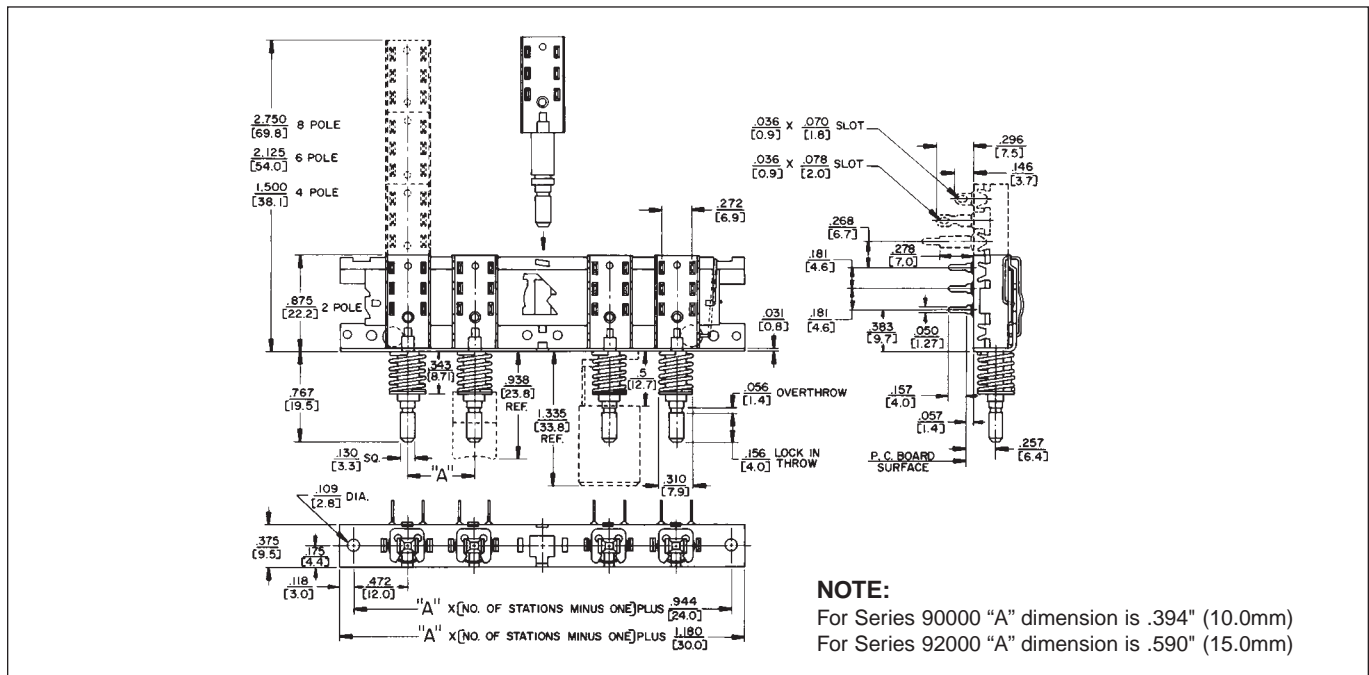 2.750 8 POLE
[69.8]
2.125 6 POLE
[54.0]
1.500 4 POLE
[38.1]
.875 2 POLE
[22.2]
.767
[19.5]
.343
[8.71]
.938
[23.8]
REF.
1.335
[33.8]
REF.
.5
[12.7]
.272
[6.9]
.031
[0.8]
.056 OVERTHROW
[1.4]
.156 LOCK IN
[4.0] THROW
.310
[7.9]
.130 SQ.
[3.3]
"A"
.036 X .070 SLOT
[0.9] [1.8]
.036 X .078 SLOT
[0.9] [2.0]
.296
[7.5]
.146
[3.7]
.268
[6.7]
.278
[7.0]
.181
[4.6]
.181
[4.6]
.383
[9.7]
.050
[1.27]
.157
[4.0]
.057
[1.4]
P.C. BOARD
SURFACE
.257
[6.4]
.109 DIA.
[2.8]
.375
[9.5]
.175
[4.4]
.118
[3.0]
.472
[12.0]
"A" X [NO. OF STATIONS MINUS ONE] PLUS .944
[24.0]
"A" X [NO. OF STATIONS MINUS ONE] PLUS 1.180
[30.0]
NOTE:
For Series 90000 “A” dimension is .394" (10.0mm)
For Series 92000 “A” dimension is .590" (15.0mm)